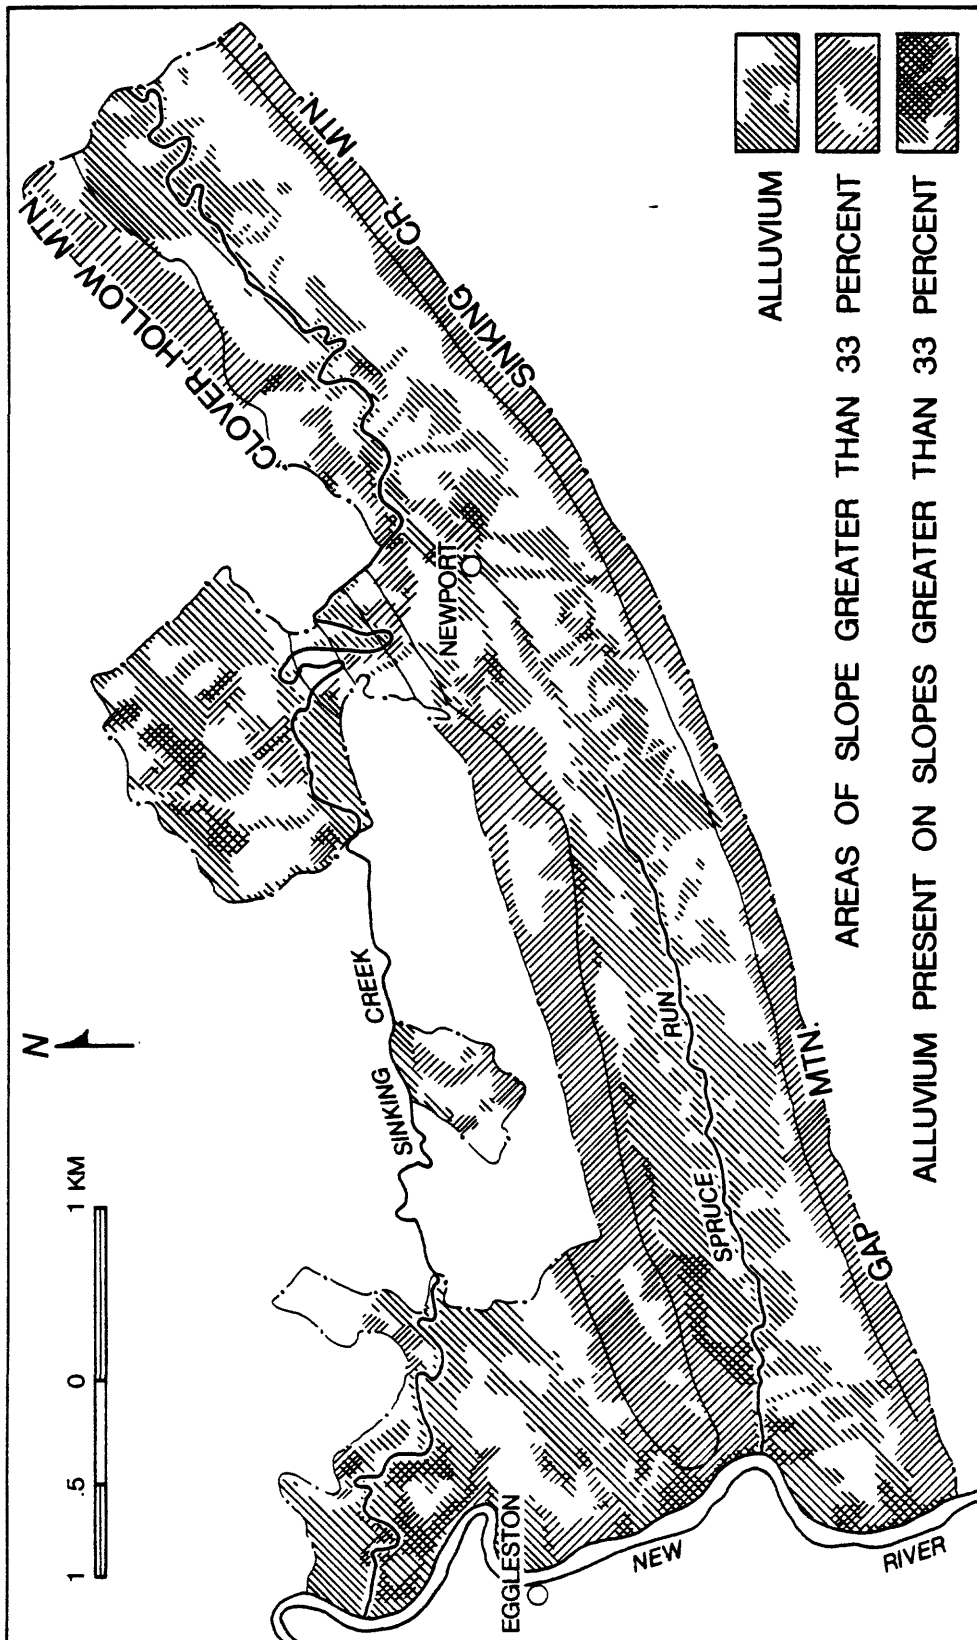 N
1 .5 0 1 KM
CLOVER HOLLOW MTN.
SINKING CR. MTN.
SINKING CREEK
NEWPORT
SPRUCE RUN
GAP MTN.
EGGLESTON
NEW RIVER
ALLUVIUM
AREAS OF SLOPE GREATER THAN 33 PERCENT
ALLUVIUM PRESENT ON SLOPES GREATER THAN 33 PERCENT